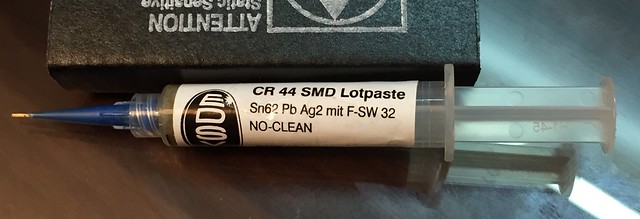 ATTENTION
Static Sensitive
CR 44 SMD Lotpaste
Sn62 Pb Ag2 mit F-SW 32
NO-CLEAN